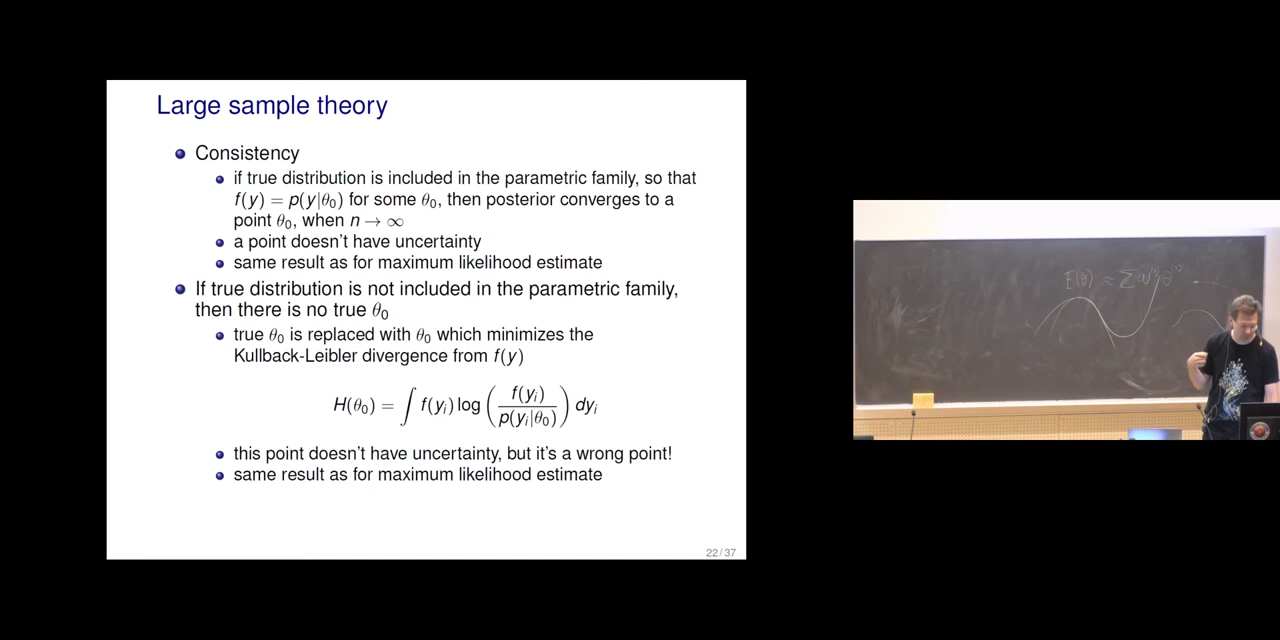 Large sample theory
Consistency
if true distribution is included in the parametric family, so that
f(y) = p(y|θ₀) for some θ₀, then posterior converges to a
point θ₀, when n → ∞
a point doesn't have uncertainty
same result as for maximum likelihood estimate
If true distribution is not included in the parametric family,
then there is no true θ₀
true θ₀ is replaced with θ₀ which minimizes the
Kullback-Leibler divergence from f(y)
H(θ₀) = ∫ f(yᵢ) log ( f(yᵢ) / p(yᵢ|θ₀) ) dyᵢ
this point doesn't have uncertainty, but it's a wrong point!
same result as for maximum likelihood estimate
22 / 37
E(θ) ≈ Σ